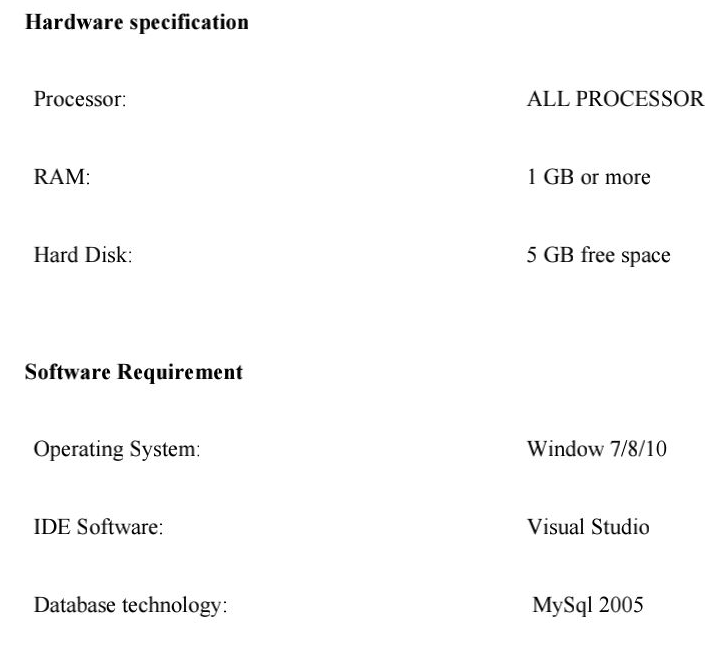 Hardware specification
Processor: ALL PROCESSOR
RAM: 1 GB or more
Hard Disk: 5 GB free space
Software Requirement
Operating System: Window 7/8/10
IDE Software: Visual Studio
Database technology: MySql 2005